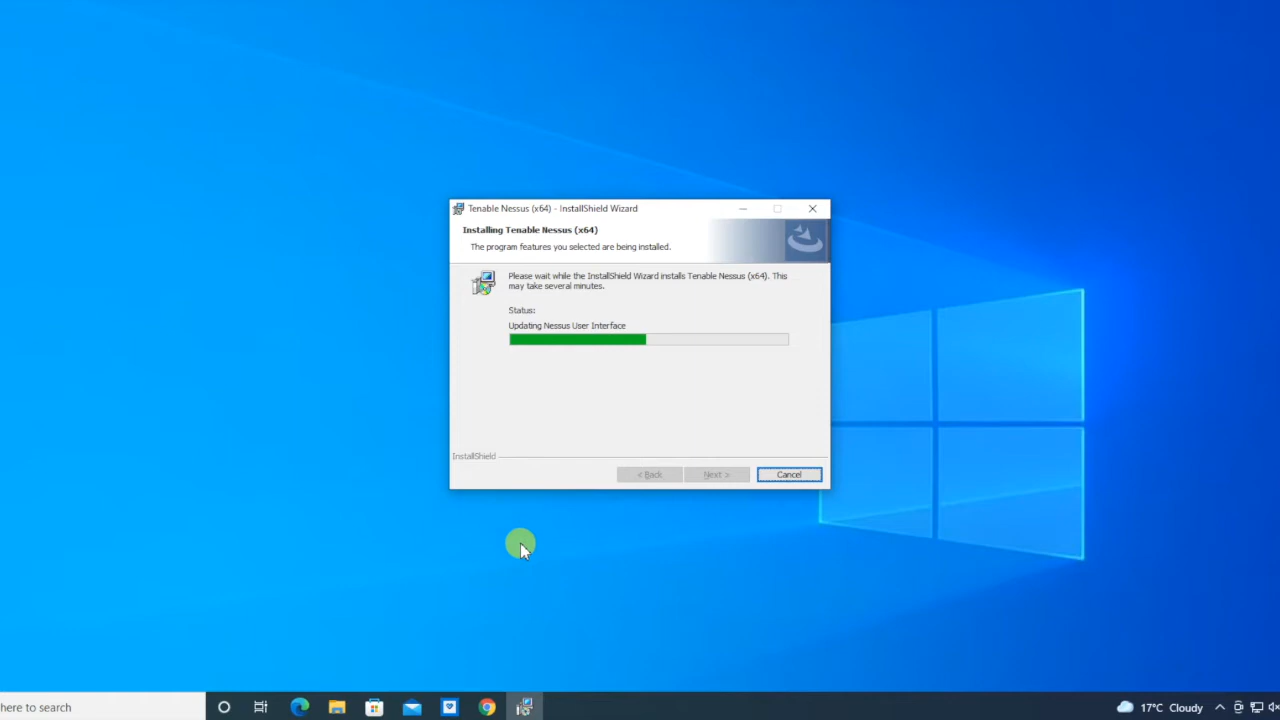 Tenable Nessus (x64) - InstallShield Wizard
Installing Tenable Nessus (x64)
The program features you selected are being installed.
Please wait while the InstallShield Wizard installs Tenable Nessus (x64). This
may take several minutes.
Status:
Updating Nessus User Interface
InstallShield
< Back
Next >
Cancel
here to search
17°C Cloudy